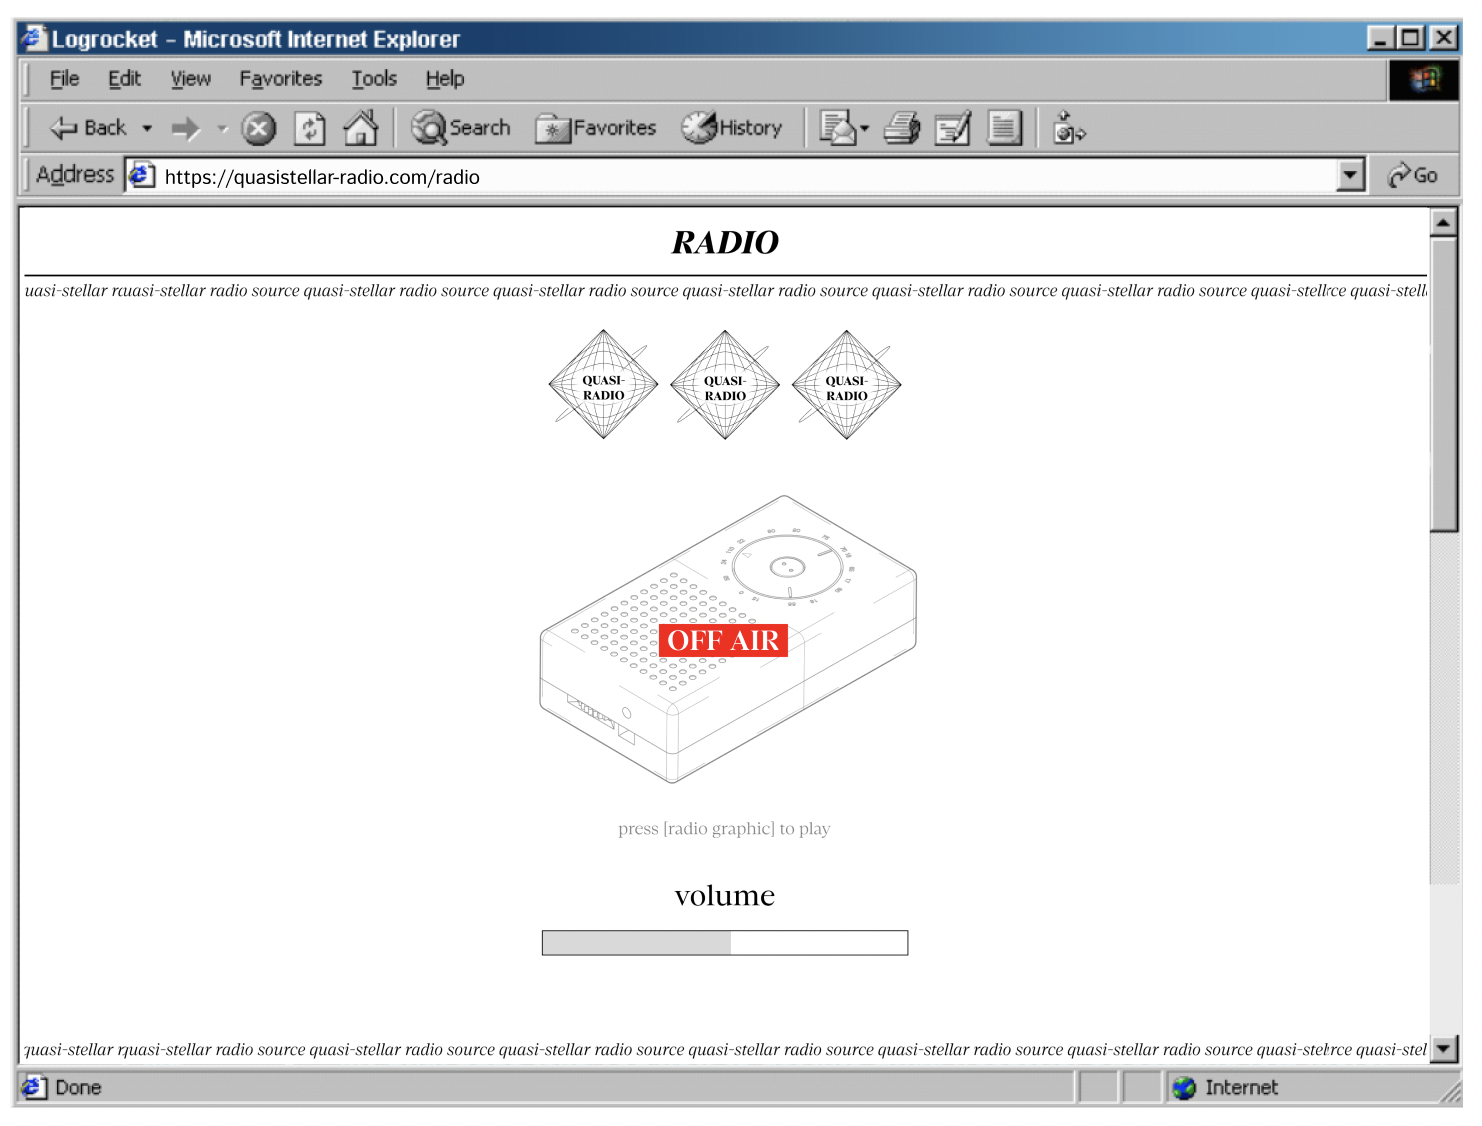 Logrocket – Microsoft Internet Explorer
File Edit View Favorites Tools Help
Back Search Favorites History
Address https://quasistellar-radio.com/radio Go
RADIO
uasi-stellar rauasi-stellar radio source quasi-stellar radio source quasi-stellar radio source quasi-stellar radio source quasi-stellar radio source quasi-stellar radio source quasi-stellrce quasi-stell
QUASI- QUASI- QUASI-
RADIO RADIO RADIO
OFF AIR
press [radio graphic] to play
volume
quasi-stellar rquasi-stellar radio source quasi-stellar radio source quasi-stellar radio source quasi-stellar radio source quasi-stellar radio source quasi-stellar radio source quasi-stelrce quasi-stel
Done Internet